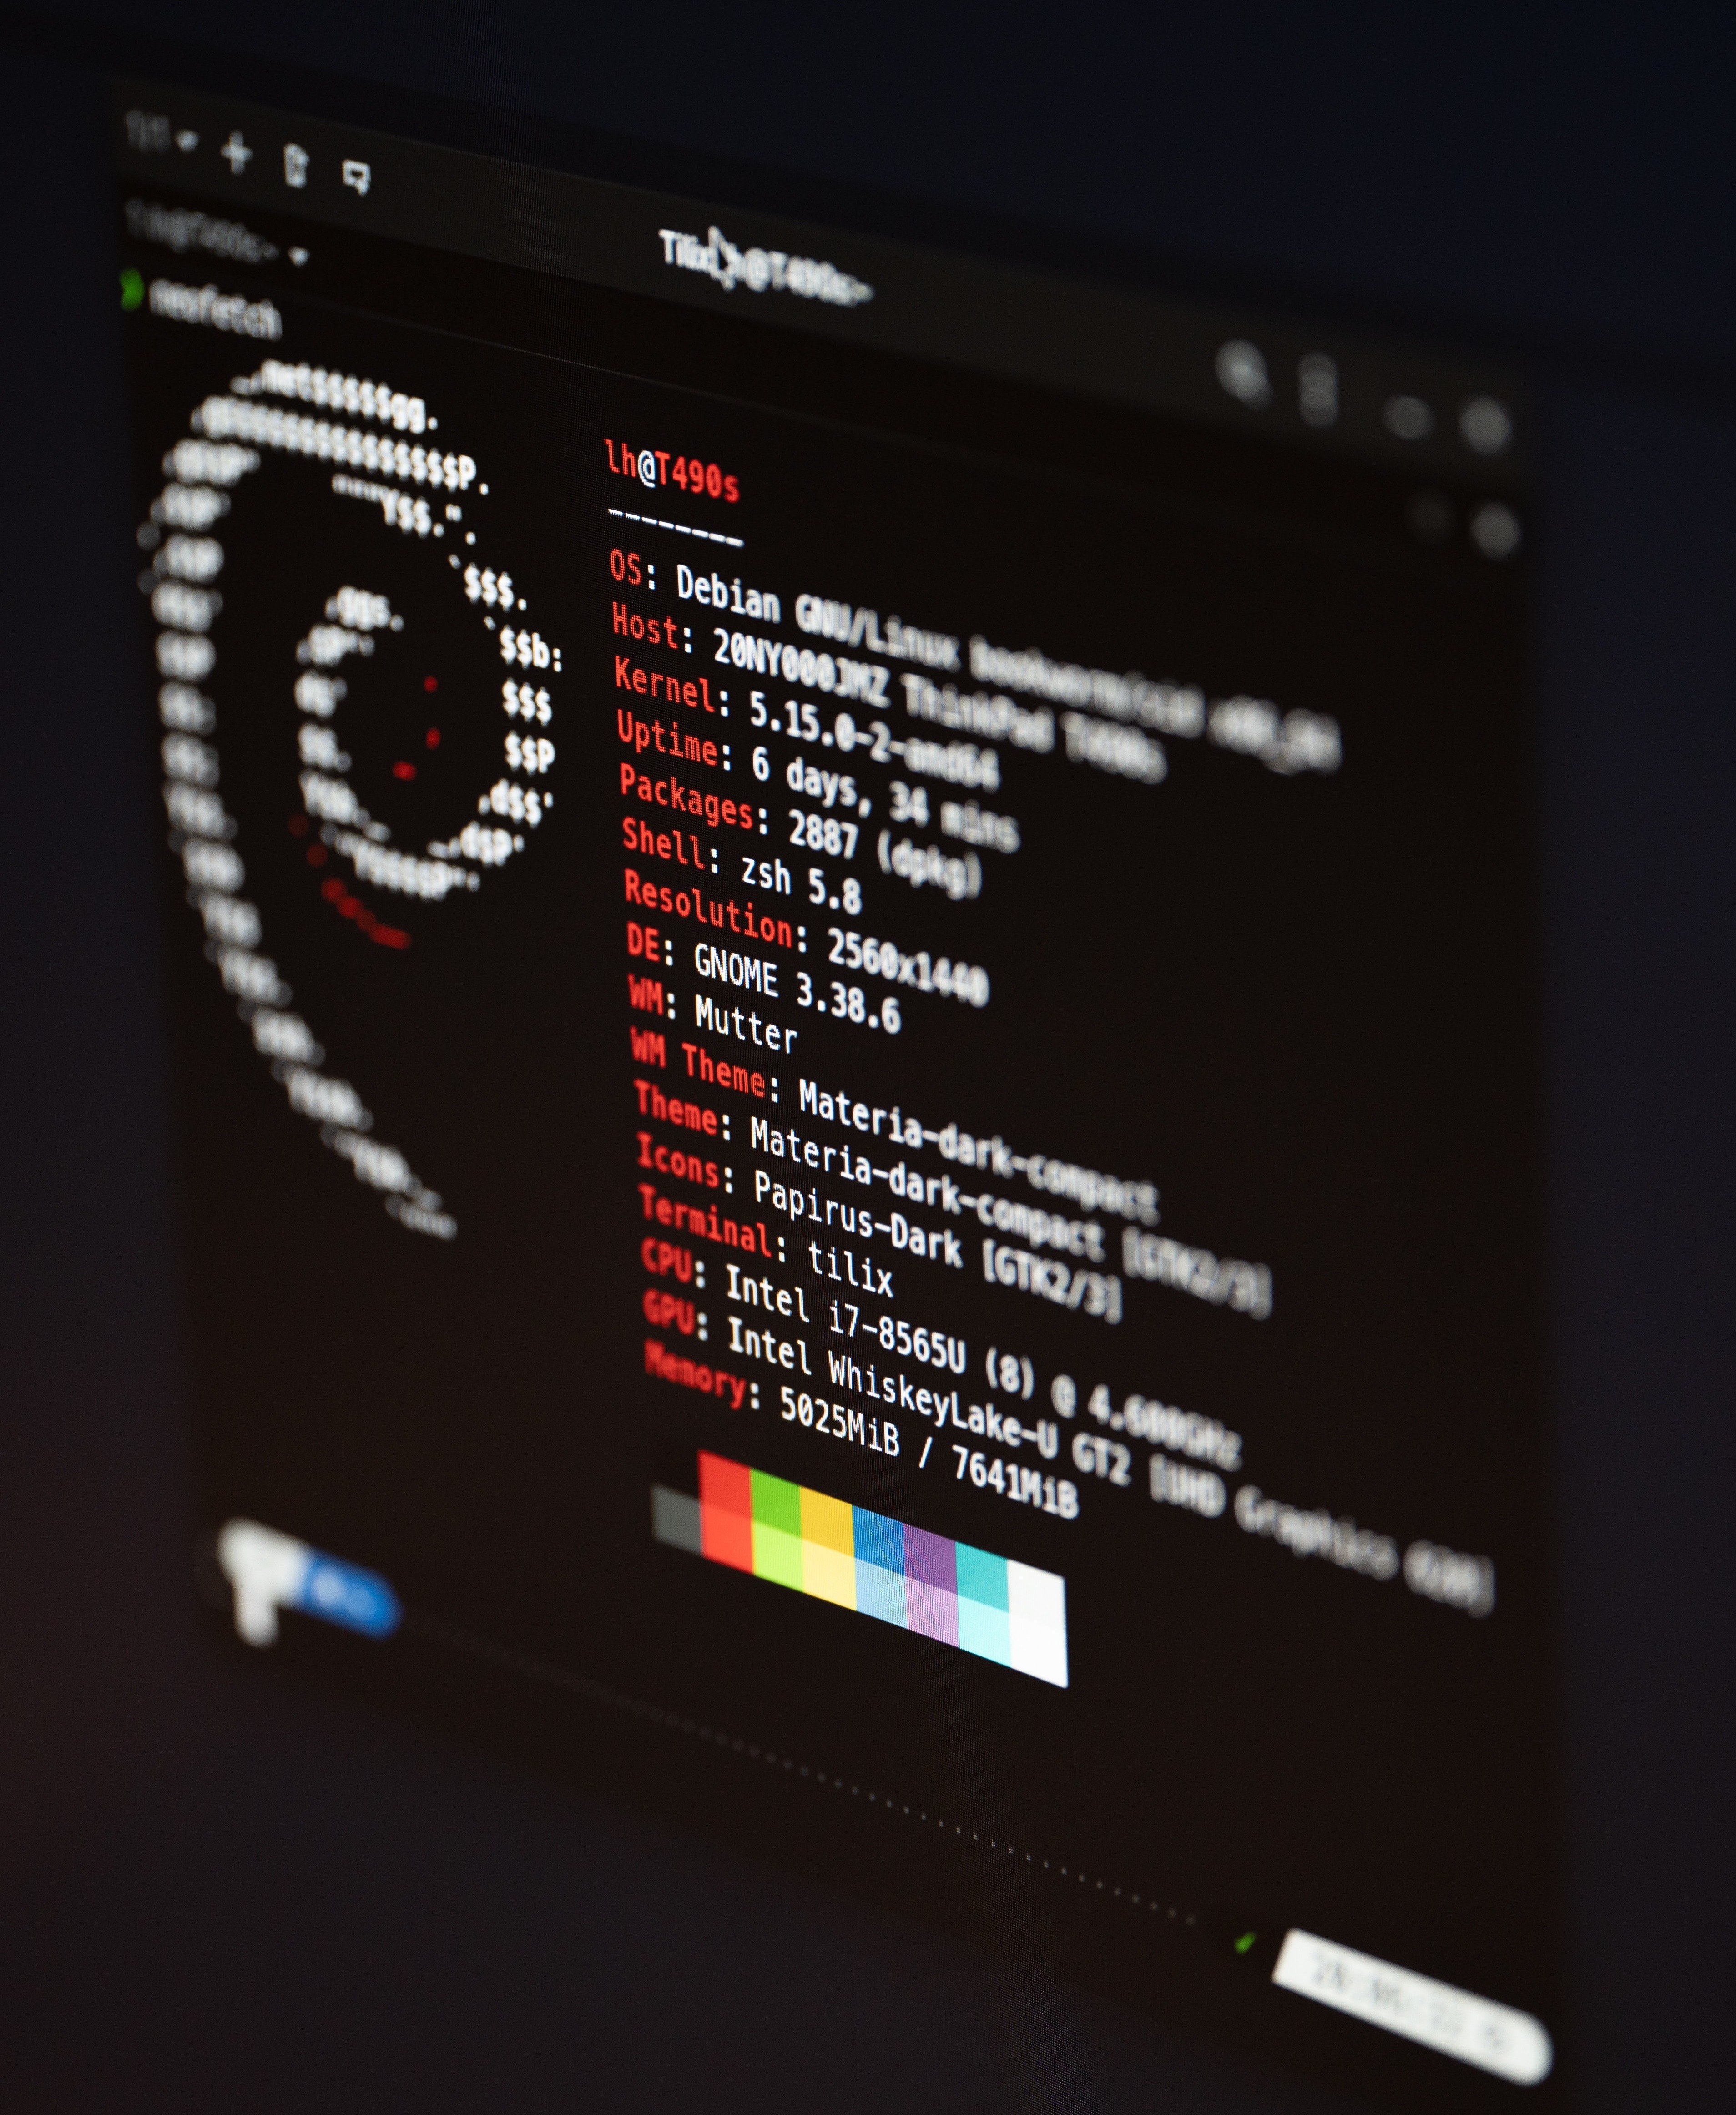 Tilix: lh@T490s:~
neofetch
lh@T490s
--------
OS: Debian GNU/Linux bookworm/sid x86_64
Host: 20NY000JMZ ThinkPad T490s
Kernel: 5.15.0-2-amd64
Uptime: 6 days, 34 mins
Packages: 2887 (dpkg)
Shell: zsh 5.8
Resolution: 2560x1440
DE: GNOME 3.38.6
WM: Mutter
WM Theme: Materia-dark-compact
Theme: Materia-dark-compact [GTK2/3]
Icons: Papirus-Dark [GTK2/3]
Terminal: tilix
CPU: Intel i7-8565U (8) @ 4.600GHz
GPU: Intel WhiskeyLake-U GT2 [UHD Graphics 620]
Memory: 5025MiB / 7641MiB